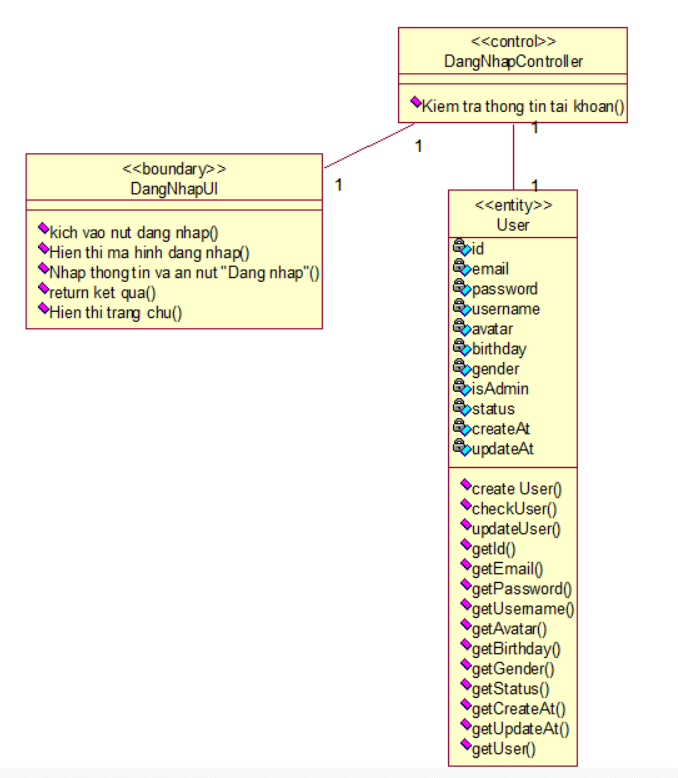 <<control>>
DangNhapController
Kiem tra thong tin tai khoan()
1
1
1
1
<<boundary>>
DangNhapUI
kich vao nut dang nhap()
Hien thi ma hinh dang nhap()
Nhap thong tin va an nut "Dang nhap"()
return ket qua()
Hien thi trang chu()
<<entity>>
User
id
email
password
username
avatar
birthday
gender
isAdmin
status
createAt
updateAt
create User()
checkUser()
updateUser()
getId()
getEmail()
getPassword()
getUsername()
getAvatar()
getBirthday()
getGender()
getStatus()
getCreateAt()
getUpdateAt()
getUser()